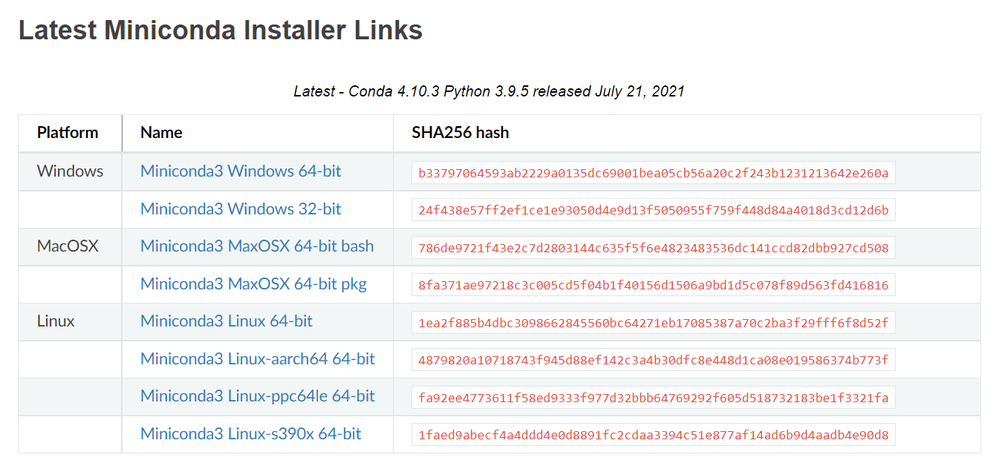 Latest Miniconda Installer Links
Latest - Conda 4.10.3 Python 3.9.5 released July 21, 2021
Platform Name SHA256 hash
Windows Miniconda3 Windows 64-bit b33797064593ab2229a0135dc69001bea05cb56a20c2f243b1231213642e260a
Miniconda3 Windows 32-bit 24f438e57ff2ef1ce1e93050d4e9d13f5050955f759f448d84a4018d3cd12d6b
MacOSX Miniconda3 MaxOSX 64-bit bash 786de9721f43e2c7d2803144c635f5f6e4823483536dc141ccd82dbb927cd508
Miniconda3 MaxOSX 64-bit pkg 8fa371ae97218c3c005cd5f04b1f40156d1506a9bd1d5c078f89d563fd416816
Linux Miniconda3 Linux 64-bit 1ea2f885b4dbc3098662845560bc64271eb17085387a70c2ba3f29fff6f8d52f
Miniconda3 Linux-aarch64 64-bit 4879820a10718743f945d88ef142c3a4b30dfc8e448d1ca08e019586374b773f
Miniconda3 Linux-ppc64le 64-bit fa92ee4773611f58ed9333f977d32bbb64769292f605d518732183be1f3321fa
Miniconda3 Linux-s390x 64-bit 1faed9abecf4a4ddd4e0d8891fc2cdaa3394c51e877af14ad6b9d4aadb4e90d8